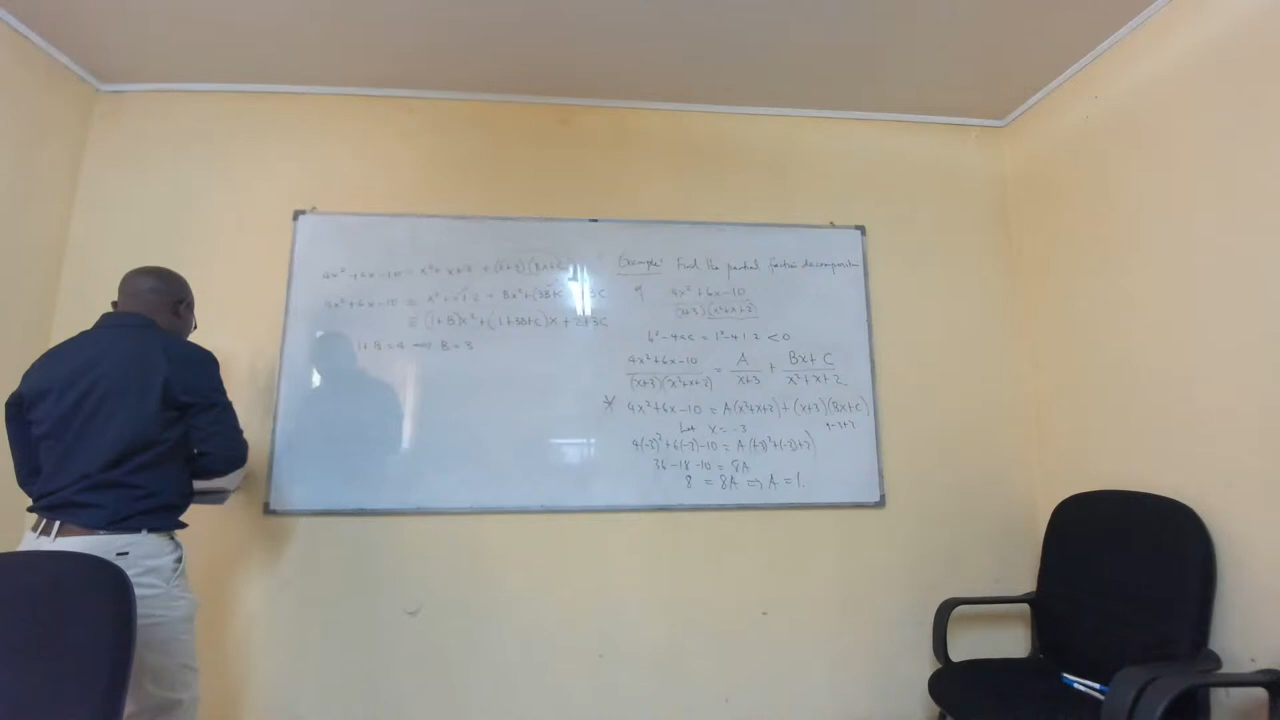 4x² + 6x - 10 = x² + x + 2 + (x+3)(Bx+C)
4x² + 6x - 10 = x² + x + 2 + Bx² + (3B+C 3C
≡ (1+B)x² + (1+3B+C)x + 2+3C
1+B = 4 ⟹ B = 3
Example: Find the partial fraction decomposition
of 4x² + 6x - 10
(x+3)(x²+x+2)
b² - 4ac = 1² - 4·1·2 < 0
4x² + 6x - 10 / (x+3)(x²+x+2) = A / x+3 + Bx + C / x² + x + 2
* 4x² + 6x - 10 = A(x²+x+2) + (x+3)(Bx+C)
Let x = -3
4(-3)² + 6(-3) - 10 = A((-3)² + (-3) + 2)
9-3+2
36 - 18 - 10 = 8A
8 = 8A ⟹ A = 1.